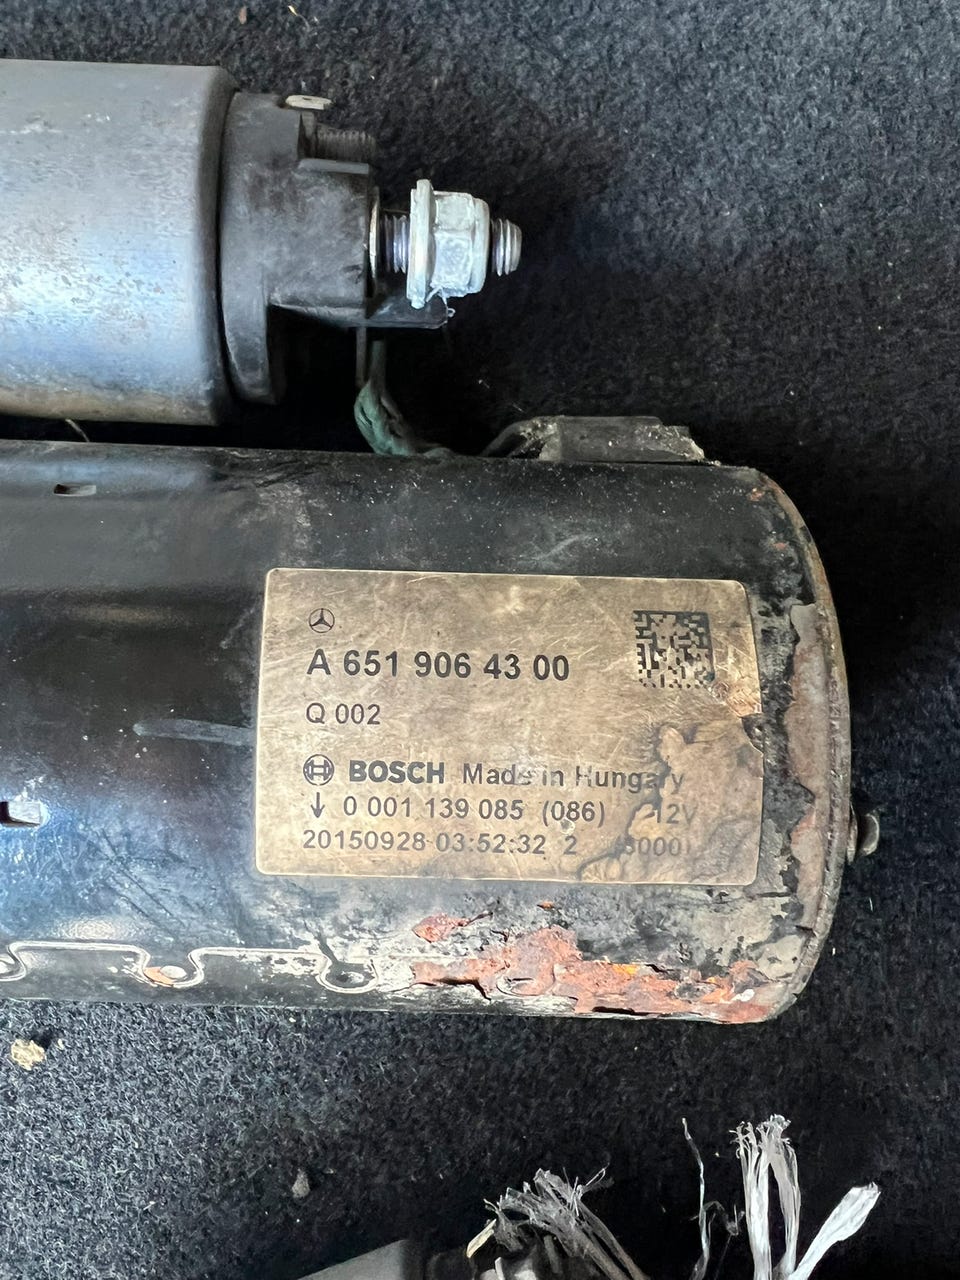 A 651 906 43 00
Q 002
BOSCH Made in Hungary
↓ 0 001 139 085 (086) 12V
20150928 03:52:32 2